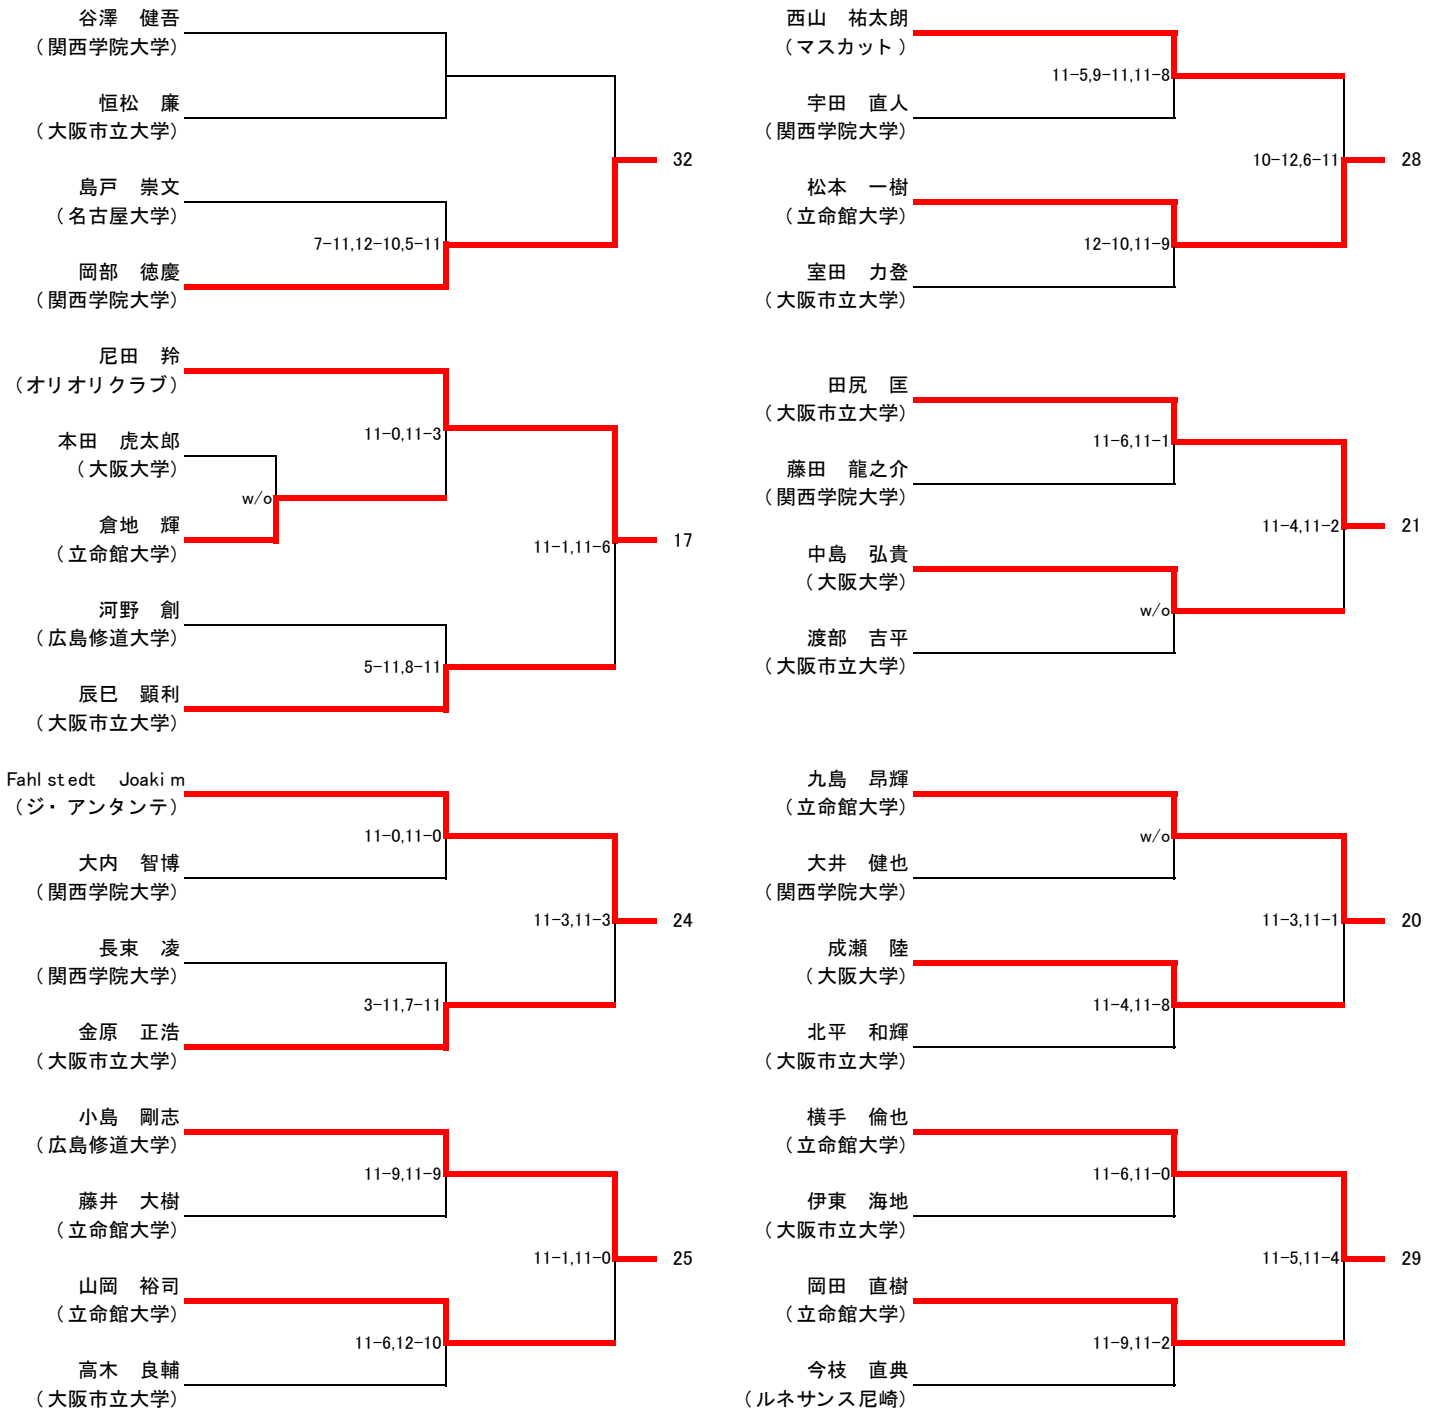 谷澤　健吾
（関西学院大学）
恒松　廉
（大阪市立大学）
32
島戸　崇文
（名古屋大学）
7-11,12-10,5-11
岡部　徳慶
（関西学院大学）
尼田　羚
（オリオリクラブ）
11-0,11-3
本田　虎太郎
（大阪大学）
w/o
倉地　輝
（立命館大学）
11-1,11-6
17
河野　創
（広島修道大学）
5-11,8-11
辰巳　顕利
（大阪市立大学）
Fahlstedt　Joakim
（ジ・アンタンテ）
11-0,11-0
大内　智博
（関西学院大学）
11-3,11-3
24
長束　凌
（関西学院大学）
3-11,7-11
金原　正浩
（大阪市立大学）
小島　剛志
（広島修道大学）
11-9,11-9
藤井　大樹
（立命館大学）
11-1,11-0
25
山岡　裕司
（立命館大学）
11-6,12-10
高木　良輔
（大阪市立大学）
西山　祐太朗
（マスカット）
11-5,9-11,11-8
宇田　直人
（関西学院大学）
10-12,6-11
28
松本　一樹
（立命館大学）
12-10,11-9
室田　力登
（大阪市立大学）
田尻　匡
（大阪市立大学）
11-6,11-1
藤田　龍之介
（関西学院大学）
11-4,11-2
21
中島　弘貴
（大阪大学）
w/o
渡部　吉平
（大阪市立大学）
九島　昂輝
（立命館大学）
w/o
大井　健也
（関西学院大学）
11-3,11-1
20
成瀬　陸
（大阪大学）
11-4,11-8
北平　和輝
（大阪市立大学）
横手　倫也
（立命館大学）
11-6,11-0
伊東　海地
（大阪市立大学）
11-5,11-4
29
岡田　直樹
（立命館大学）
11-9,11-2
今枝　直典
（ルネサンス尼崎）